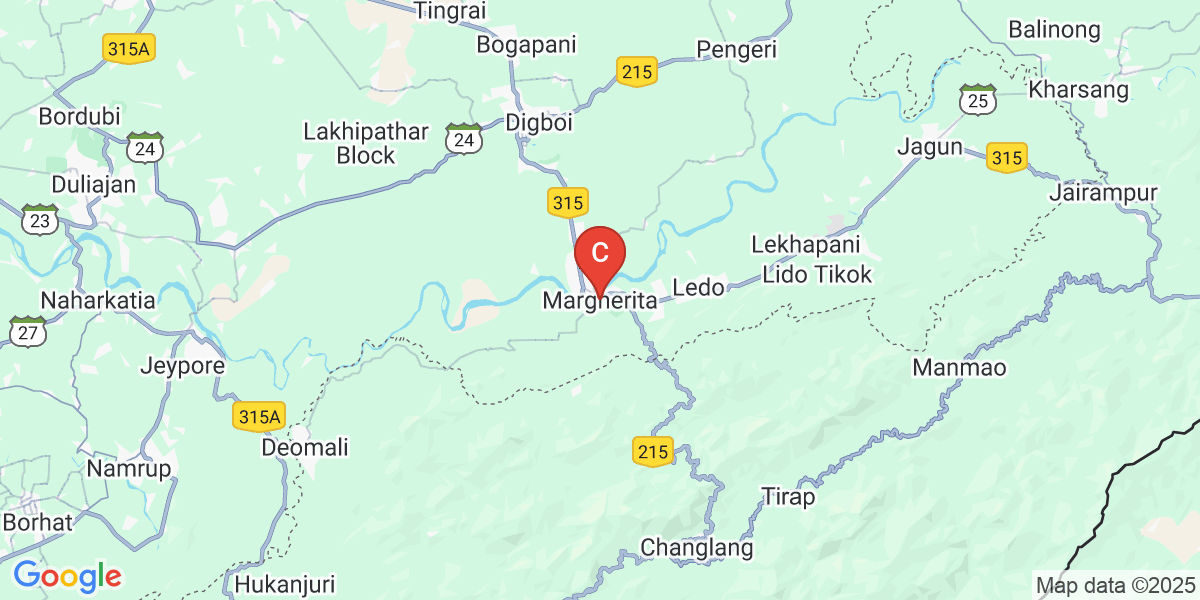 Tingrai
Balinong
315A
Bogapani
Pengeri
215
Kharsang
25
Bordubi
Digboi
Lakhipathar
Block
24
24
Jagun
315
Duliajan
Jairampur
315
23
C
Lekhapani
Lido Tikok
Ledo
Naharkatia
Margherita
27
Jeypore
Manmao
315A
Deomali
215
Namrup
Tirap
Borhat
Changlang
Google
Hukanjuri
Map data ©2025